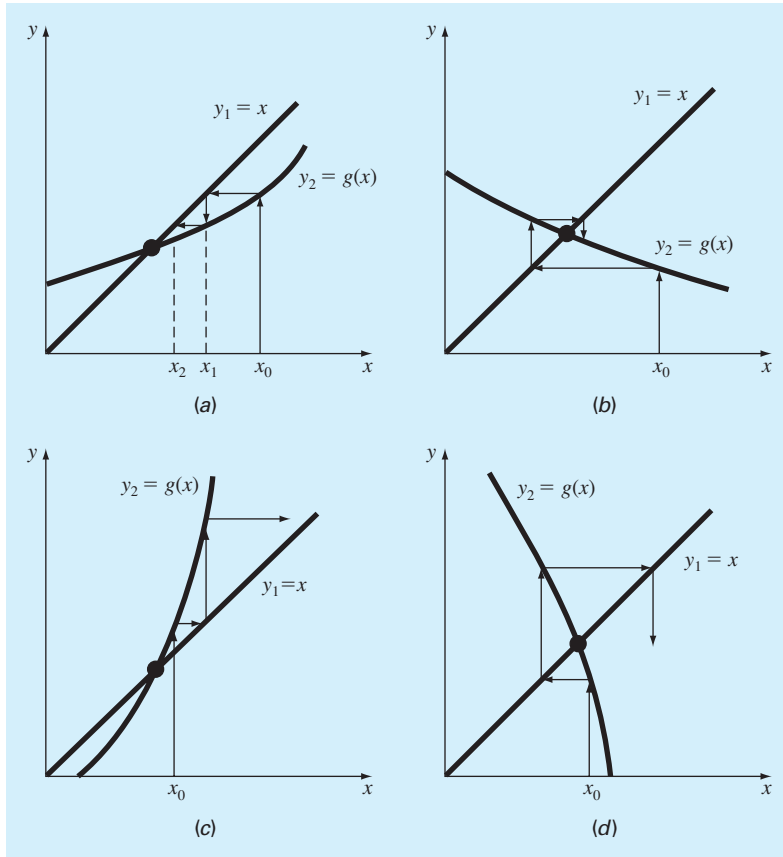 y
y₁ = x
y₂ = g(x)
x₂ x₁ x₀ x
(a)
y
y₁ = x
y₂ = g(x)
x₀ x
(b)
y
y₂ = g(x)
y₁=x
x₀ x
(c)
y
y₂ = g(x)
y₁ = x
x₀ x
(d)